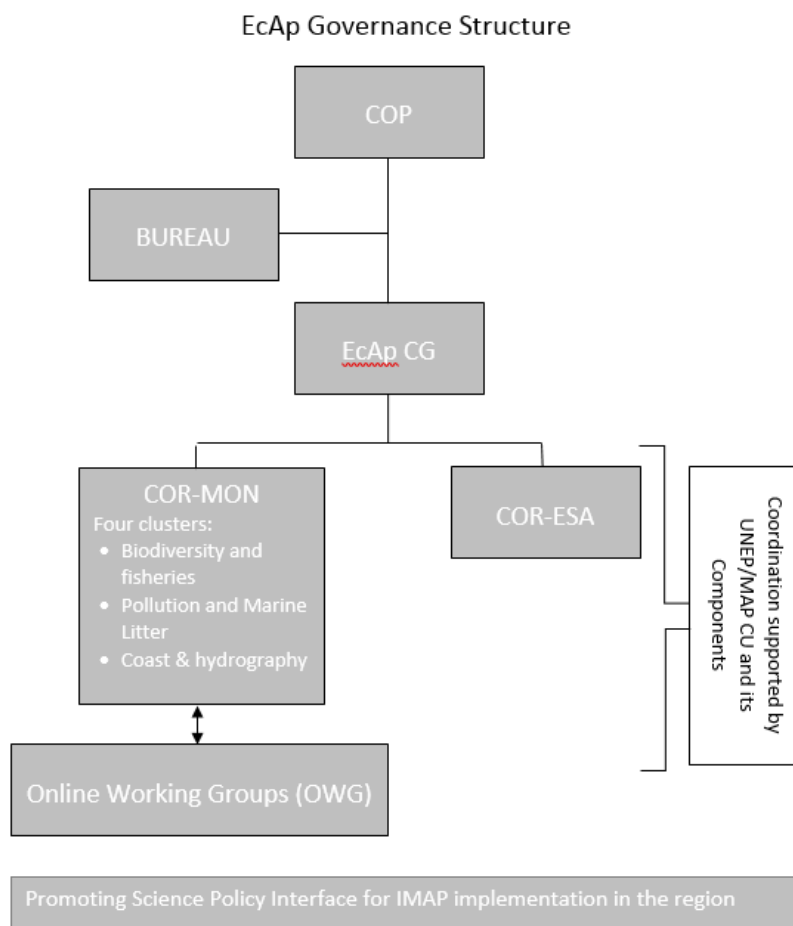 EcAp Governance Structure
COP
BUREAU
EcAp CG
COR-MON
Four clusters:
• Biodiversity and
fisheries
• Pollution and Marine
Litter
• Coast & hydrography
COR-ESA
Coordination supported by
UNEP/MAP CU and its
Components
Online Working Groups (OWG)
Promoting Science Policy Interface for IMAP implementation in the region